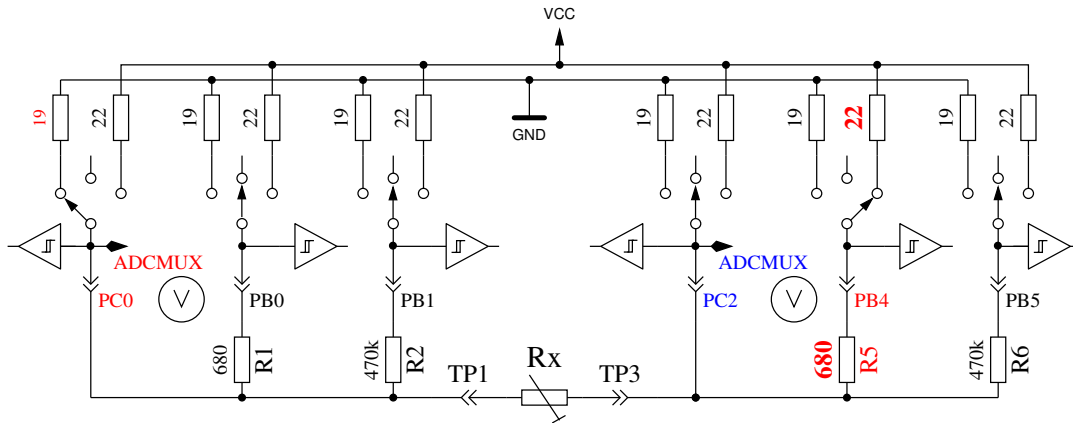 VCC
GND
19
22
19
22
19
22
19
22
19
22
19
22
ADCMUX
ADCMUX
PC0
V
PB0
PB1
PC2
V
PB4
PB5
680
R1
470k
R2
680
R5
470k
R6
TP1
Rx
TP3